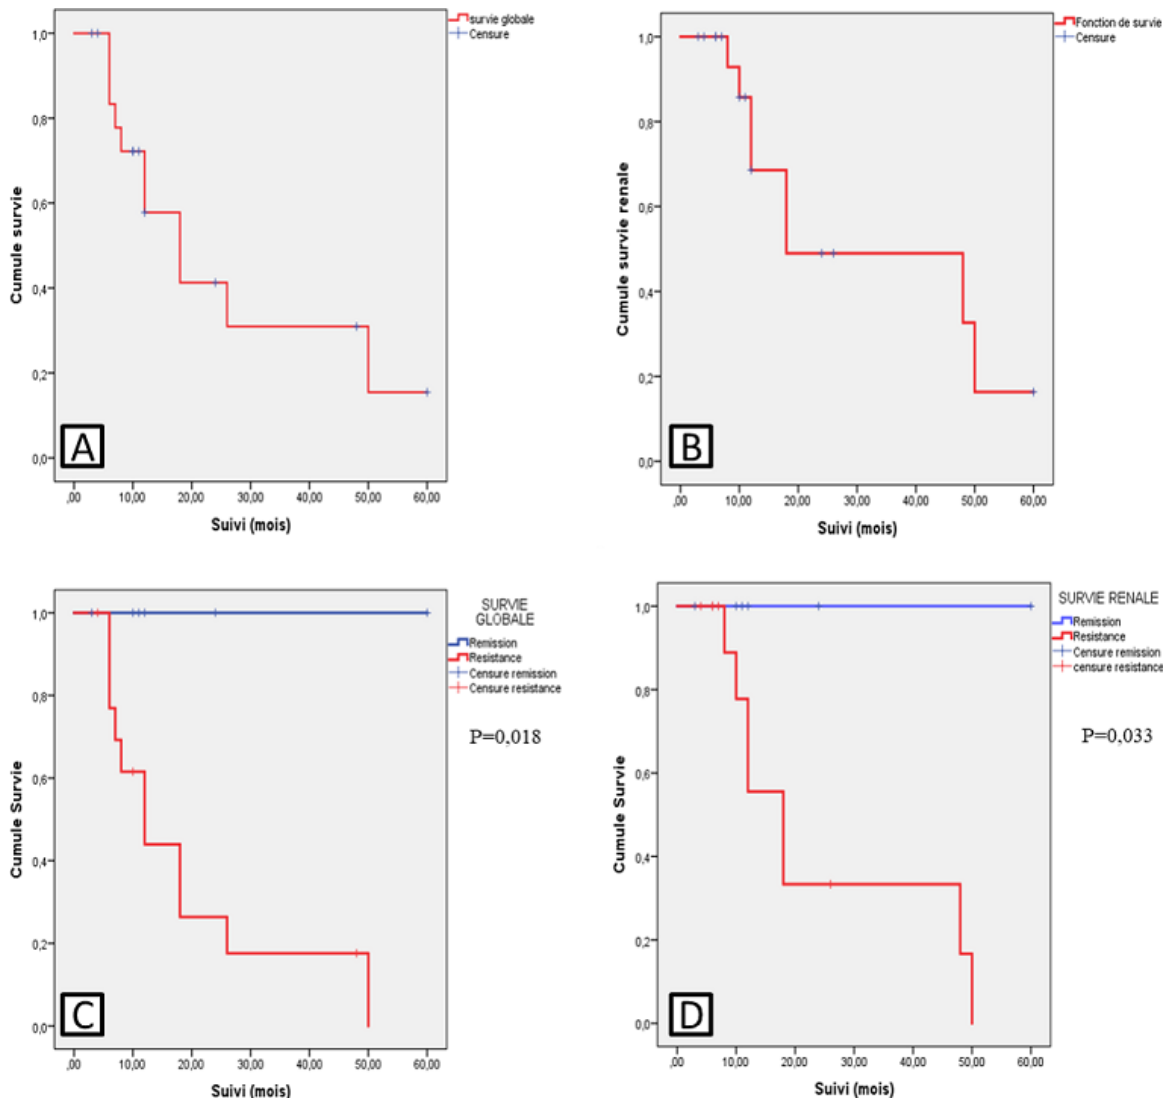 survie globale
Censure
1,0
0,8
0,6
0,4
0,2
0,0
Cumule survie
A
,00 10,00 20,00 30,00 40,00 50,00 60,00
Suivi (mois)
Fonction de survie
Censure
1,0
0,8
0,6
0,4
0,2
0,0
Cumule survie renale
B
,00 10,00 20,00 30,00 40,00 50,00 60,00
Suivi (mois)
SURVIE
GLOBALE
Remission
Resistance
Censure remission
Censure resistance
P=0,018
1,0
0,8
0,6
0,4
0,2
0,0
Cumule Survie
C
,00 10,00 20,00 30,00 40,00 50,00 60,00
Suivi (mois)
SURVIE RENALE
Remission
Resistance
Censure remission
censure resistance
P=0,033
1,0
0,8
0,6
0,4
0,2
0,0
Cumule Survie
D
,00 10,00 20,00 30,00 40,00 50,00 60,00
Suivi (mois)